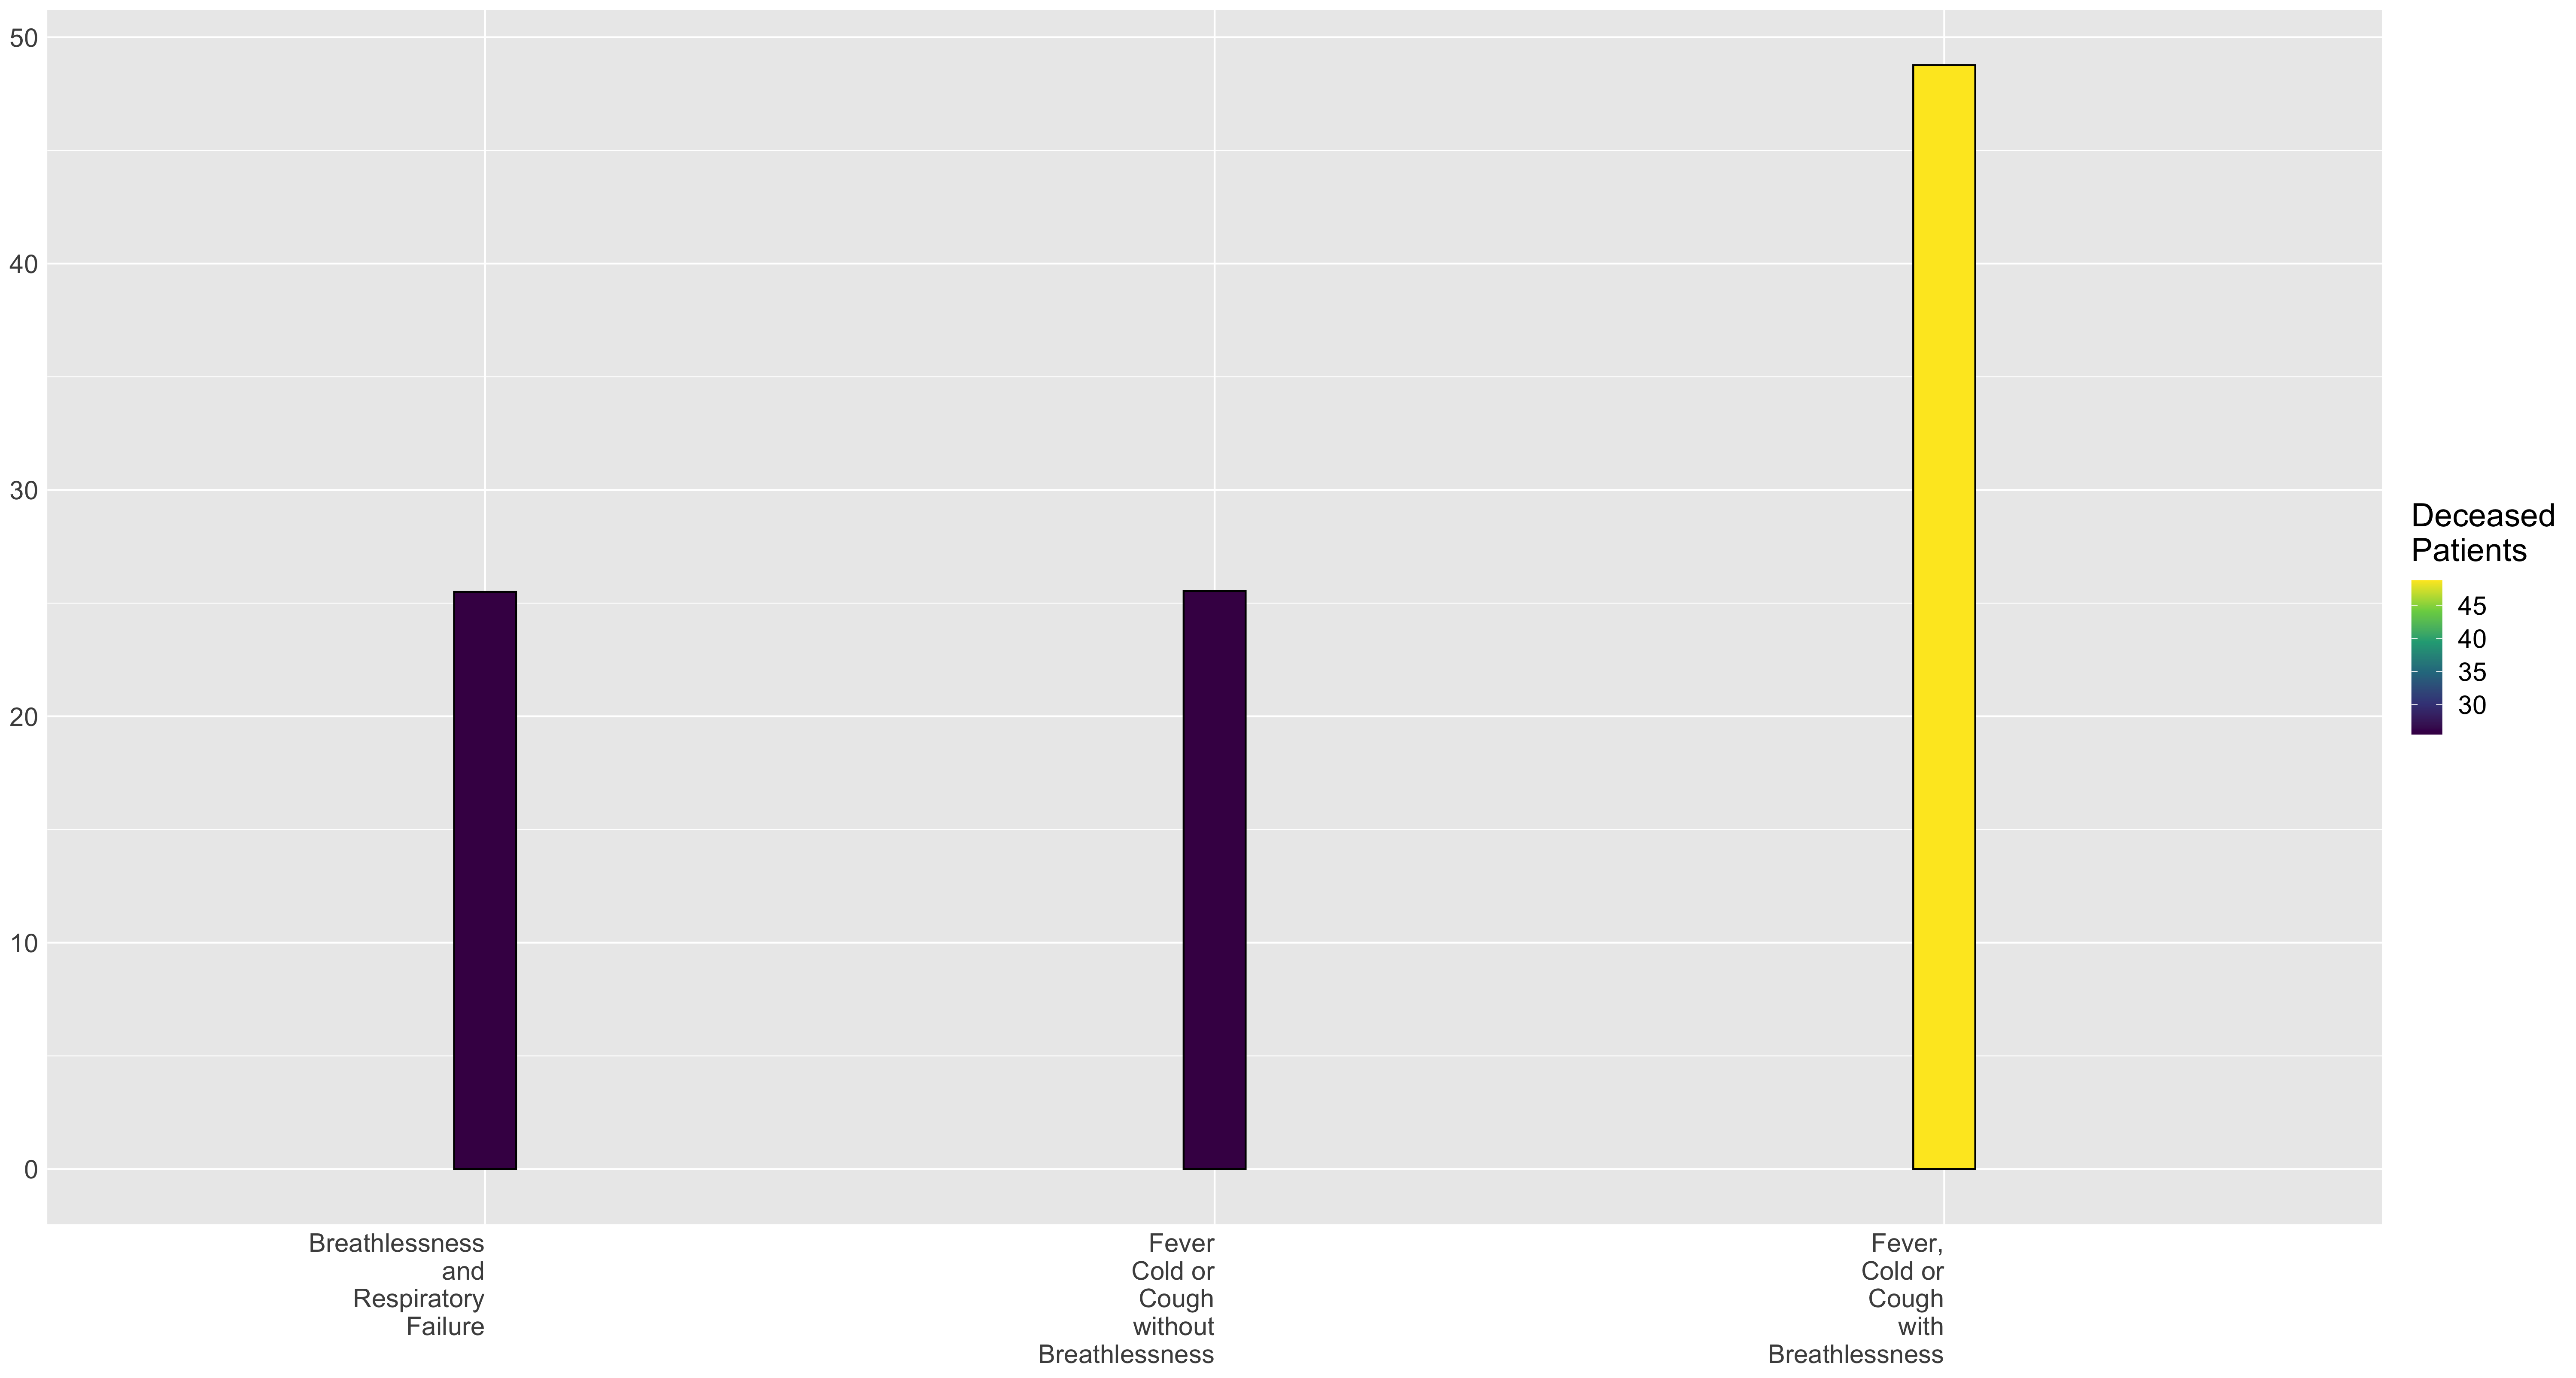 50
40
30
20
10
0
Breathlessness
and
Respiratory
Failure
Fever
Cold or
Cough
without
Breathlessness
Fever,
Cold or
Cough
with
Breathlessness
Deceased
Patients
45
40
35
30